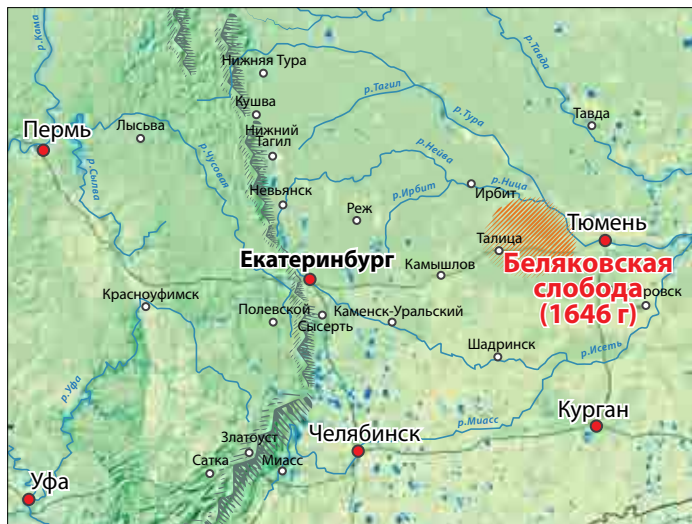 р.Кама
Нижняя Тура
р.Тавда
р.Тагил
Кушва
р.Тура
Тавда
Пермь
Лысьва
Нижний
Тагил
р.Чусовая
р.Нейва
р.Сылва
р.Ница
Невьянск
р.Ирбит
Ирбит
Реж
Тюмень
Талица
Екатеринбург
Беляковская
слобода
(1646 г)
Камышлов
Красноуфимск
ровск
Полевской
Сысерть
Каменск-Уральский
Шадринск
р.Исеть
р.Уфа
Курган
р.Миасс
Златоуст
Челябинск
Сатка
Миасс
Уфа